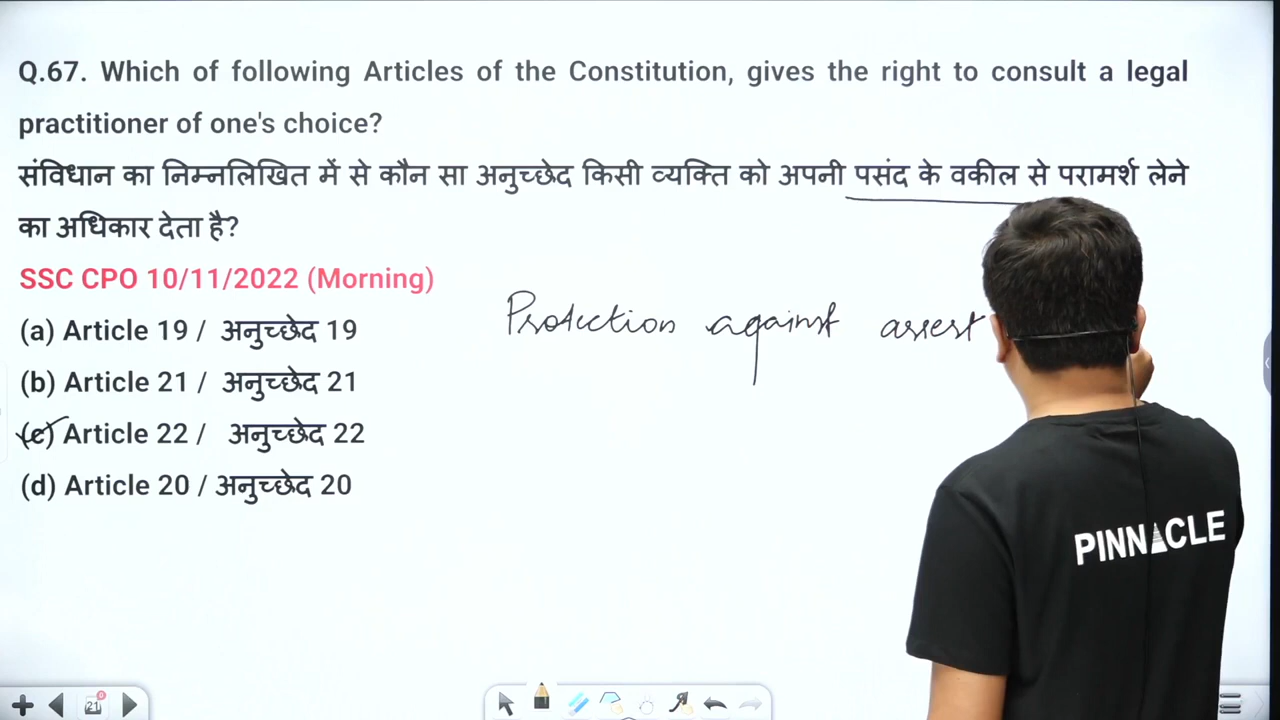 Q.67. Which of following Articles of the Constitution, gives the right to consult a legal
practitioner of one's choice?
संविधान का निम्नलिखित में से कौन सा अनुच्छेद किसी व्यक्ति को अपनी पसंद के वकील से परामर्श लेने
का अधिकार देता है?
SSC CPO 10/11/2022 (Morning)
(a) Article 19 / अनुच्छेद 19
Protection against arrest
(b) Article 21 / अनुच्छेद 21
(c) Article 22 / अनुच्छेद 22
(d) Article 20 / अनुच्छेद 20
PINNACLE
21